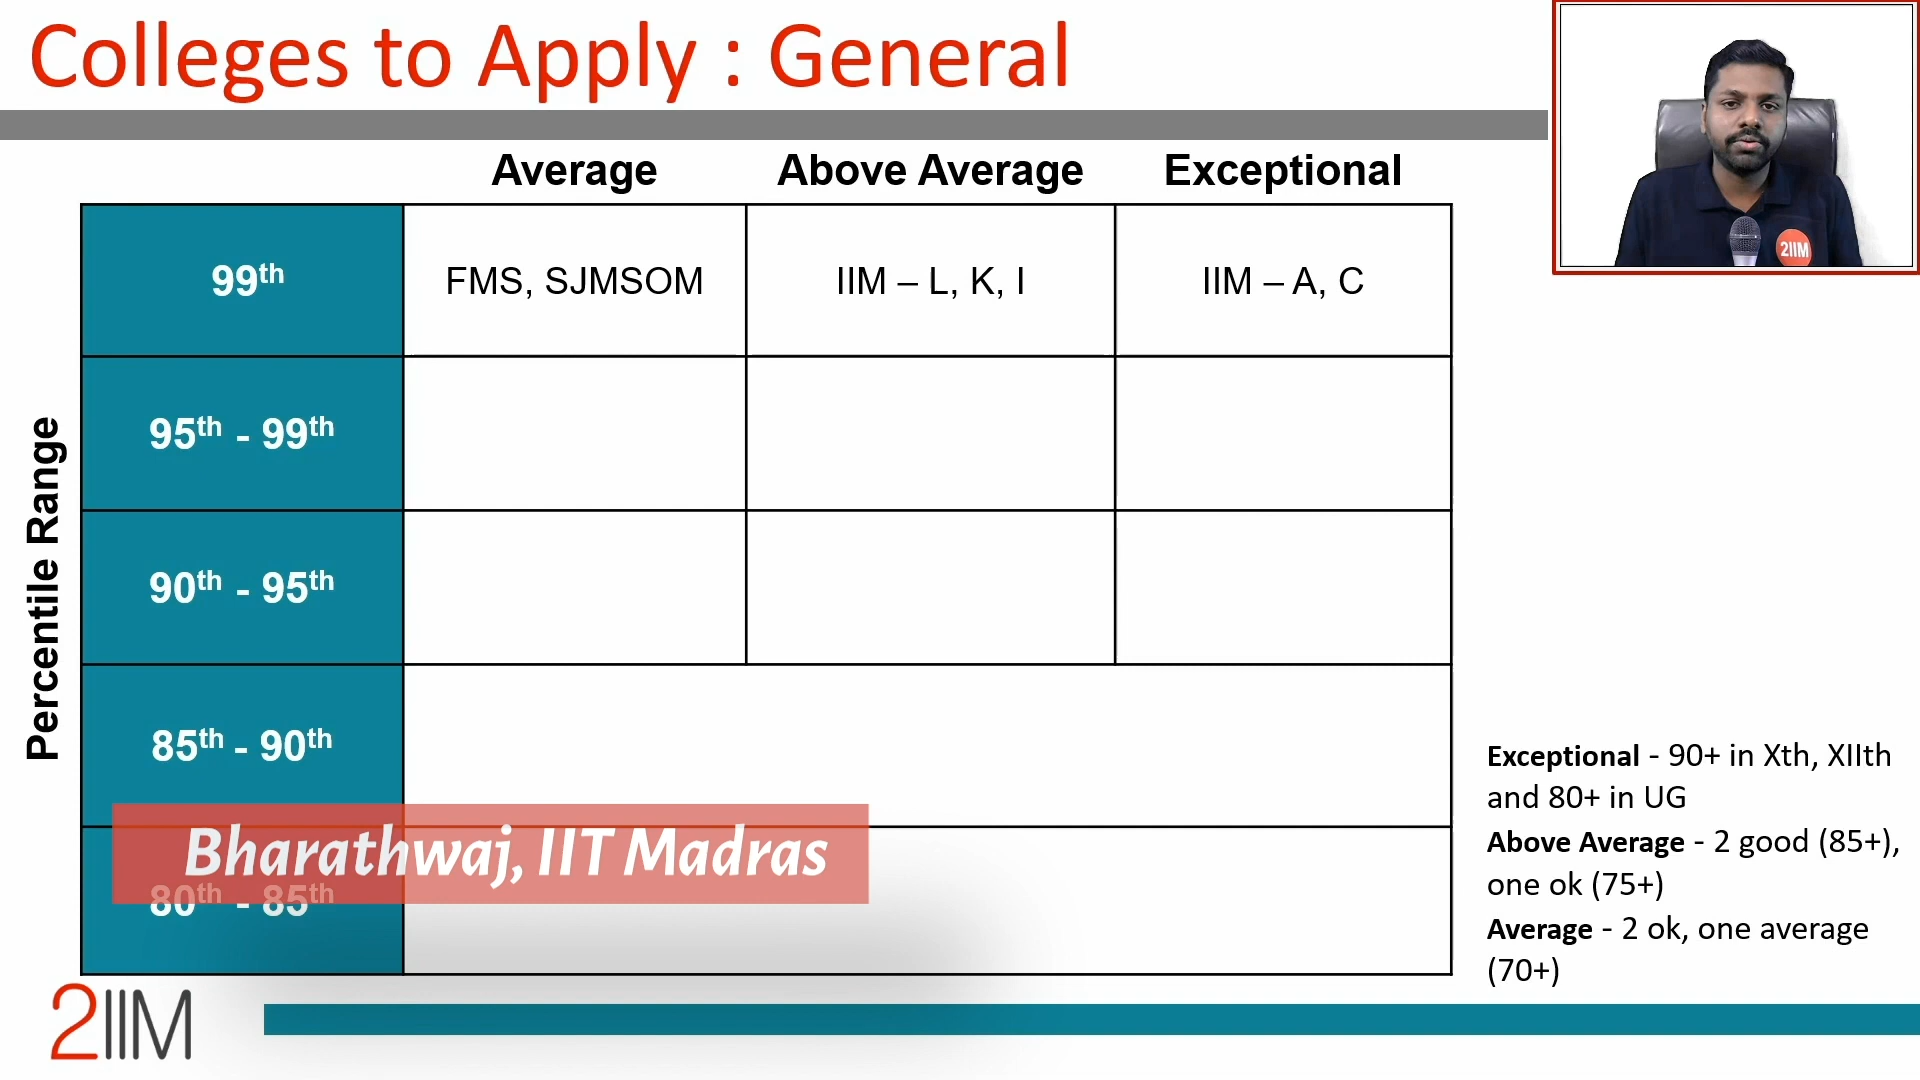 Colleges to Apply : General
Average Above Average Exceptional
99th FMS, SJMSOM IIM – L, K, I IIM – A, C
95th - 99th
90th - 95th
85th - 90th
80th - 85th
Percentile Range
Bharathwaj, IIT Madras
Exceptional - 90+ in Xth, XIIth
and 80+ in UG
Above Average - 2 good (85+),
one ok (75+)
Average - 2 ok, one average
(70+)
2IIM
2IIM